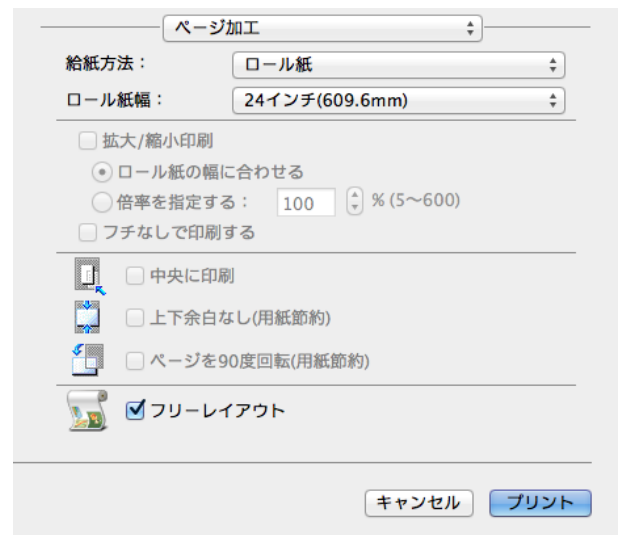 ページ加工
給紙方法： ロール紙
ロール紙幅： 24インチ(609.6mm)
拡大/縮小印刷
ロール紙の幅に合わせる
倍率を指定する： 100 % (5〜600)
フチなしで印刷する
中央に印刷
上下余白なし(用紙節約)
ページを90度回転(用紙節約)
フリーレイアウト
キャンセル プリント